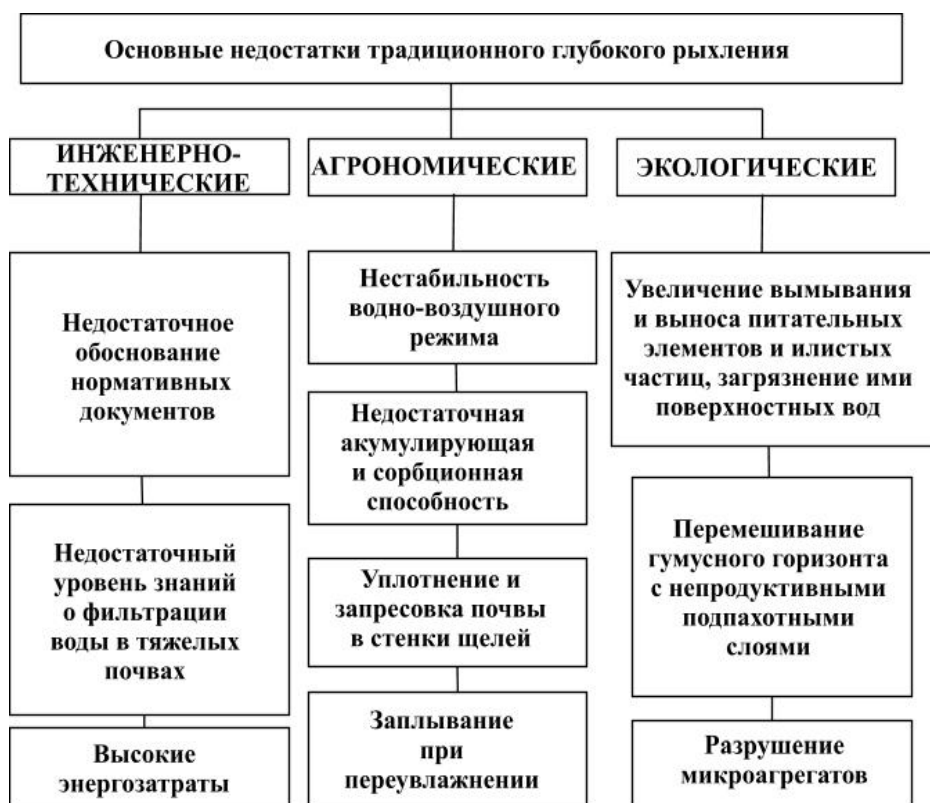 Основные недостатки традиционного глубокого рыхления
ИНЖЕНЕРНО-
ТЕХНИЧЕСКИЕ
АГРОНОМИЧЕСКИЕ
ЭКОЛОГИЧЕСКИЕ
Недостаточное
обоснование
нормативных
документов
Недостаточный
уровень знаний
о фильтрации
воды в тяжелых
почвах
Высокие
энергозатраты
Нестабильность
водно-воздушного
режима
Недостаточная
акумулирующая
и сорбционная
способность
Уплотнение и
запресовка почвы
в стенки щелей
Заплывание
при
переувлажнении
Увеличение вымывания
и выноса питательных
элементов и илистых
частиц, загрязнение ими
поверхностных вод
Перемешивание
гумусного горизонта
с непродуктивными
подпахотными
слоями
Разрушение
микроагрегатов